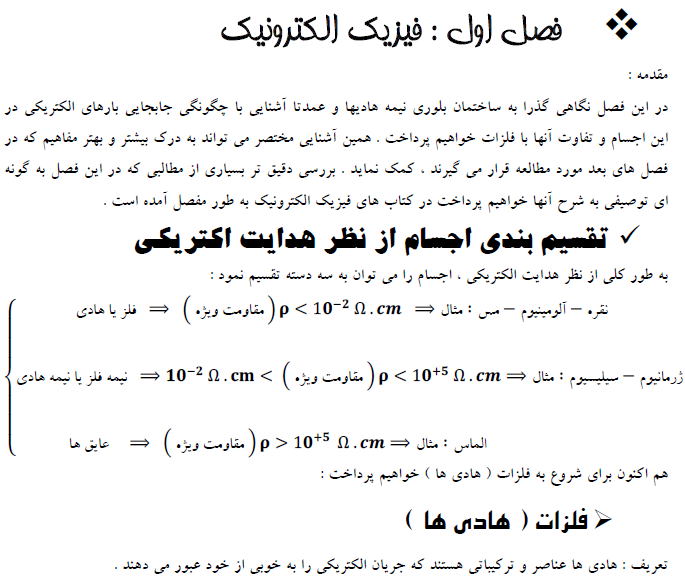 ❖ فصل اول : فیزیک الکترونیک
مقدمه :
در این فصل نگاهی گذرا به ساختمان بلوری نیمه هادیها و عمدتا آشنایی با چگونگی جابجایی بارهای الکتریکی در
این اجسام و تفاوت آنها با فلزات خواهیم پرداخت . همین آشنایی مختصر می تواند به درک بیشتر و بهتر مفاهیم که در
فصل های بعد مورد مطالعه قرار می گیرند ، کمک نماید . بررسی دقیق تر بسیاری از مطالبی که در این فصل به گونه
ای توصیفی به شرح آنها خواهیم پرداخت در کتاب های فیزیک الکترونیک به طور مفصل آمده است .
✓ تقسیم بندی اجسام از نظر هدایت اکتریکی
به طور کلی از نظر هدایت الکتریکی ، اجسام را می توان به سه دسته تقسیم نمود :
فلز یا هادی ⟹ (مقاومت ویژه) ρ < 10⁻² Ω.cm ⟹ مثال : مس – آلومینیوم – نقره
نیمه فلز یا نیمه هادی ⟹ 10⁻² Ω.cm < (مقاومت ویژه) ρ < 10⁺⁵ Ω.cm ⟹ مثال : سیلیسیوم – ژرمانیوم
عایق ها ⟹ (مقاومت ویژه) ρ > 10⁺⁵ Ω.cm ⟹ مثال : الماس
هم اکنون برای شروع به فلزات ( هادی ها ) خواهیم پرداخت :
➢ فلزات ( هادی ها )
تعریف : هادی ها عناصر و ترکیباتی هستند که جریان الکتریکی را به خوبی از خود عبور می دهند .